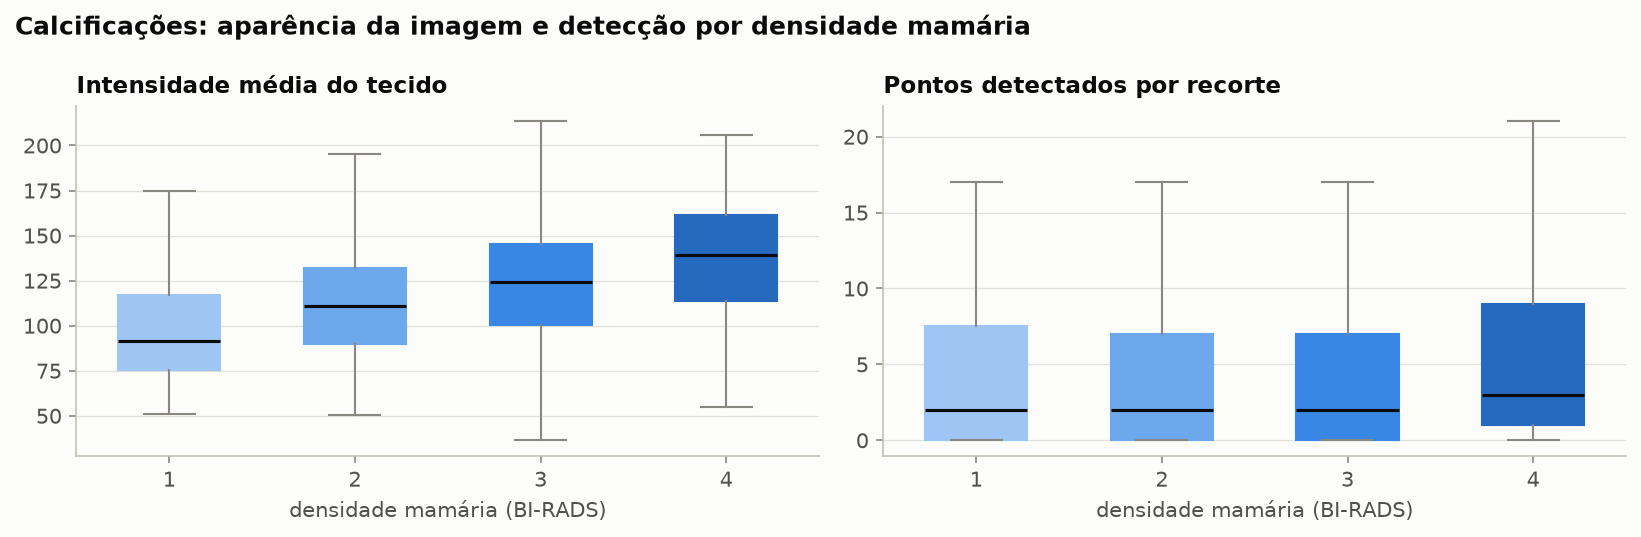 Calcificações: aparência da imagem e detecção por densidade mamária
Intensidade média do tecido
200
175
150
125
100
75
50
1 2 3 4
densidade mamária (BI-RADS)
Pontos detectados por recorte
20
15
10
5
0
1 2 3 4
densidade mamária (BI-RADS)